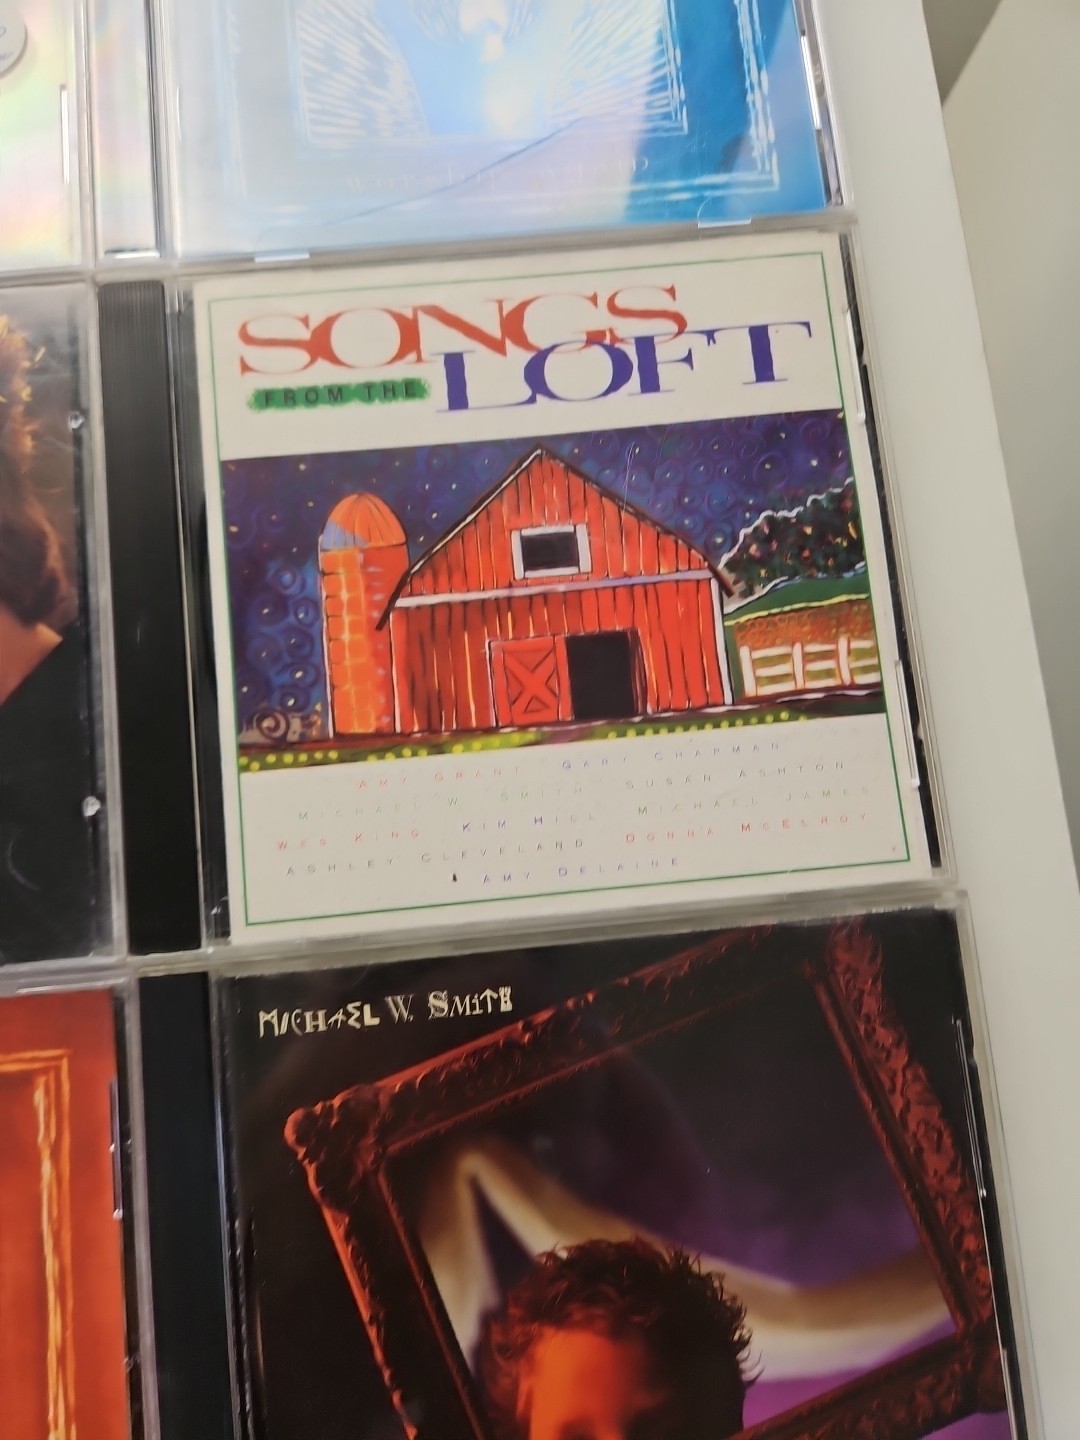 SONGS
FROM THE
LOFT
AMY GRANT GARY CHAPMAN
MICHAEL W. SMITH SUSAN ASHTON
WES KING KIM HILL MICHAEL JAMES
ASHLEY CLEVELAND DONNA McELROY
AMY DELAINE
MICHAEL W. SMITH